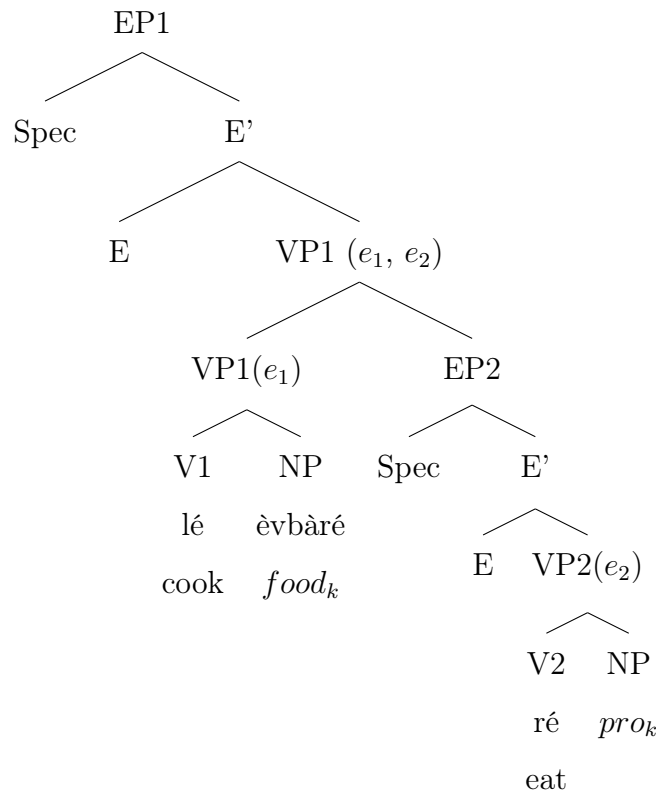 EP1
Spec E’
E VP1 (e₁, e₂)
VP1(e₁) EP2
V1 NP Spec E’
lé èvbàré
E VP2(e₂)
cook foodₖ
V2 NP
ré proₖ
eat